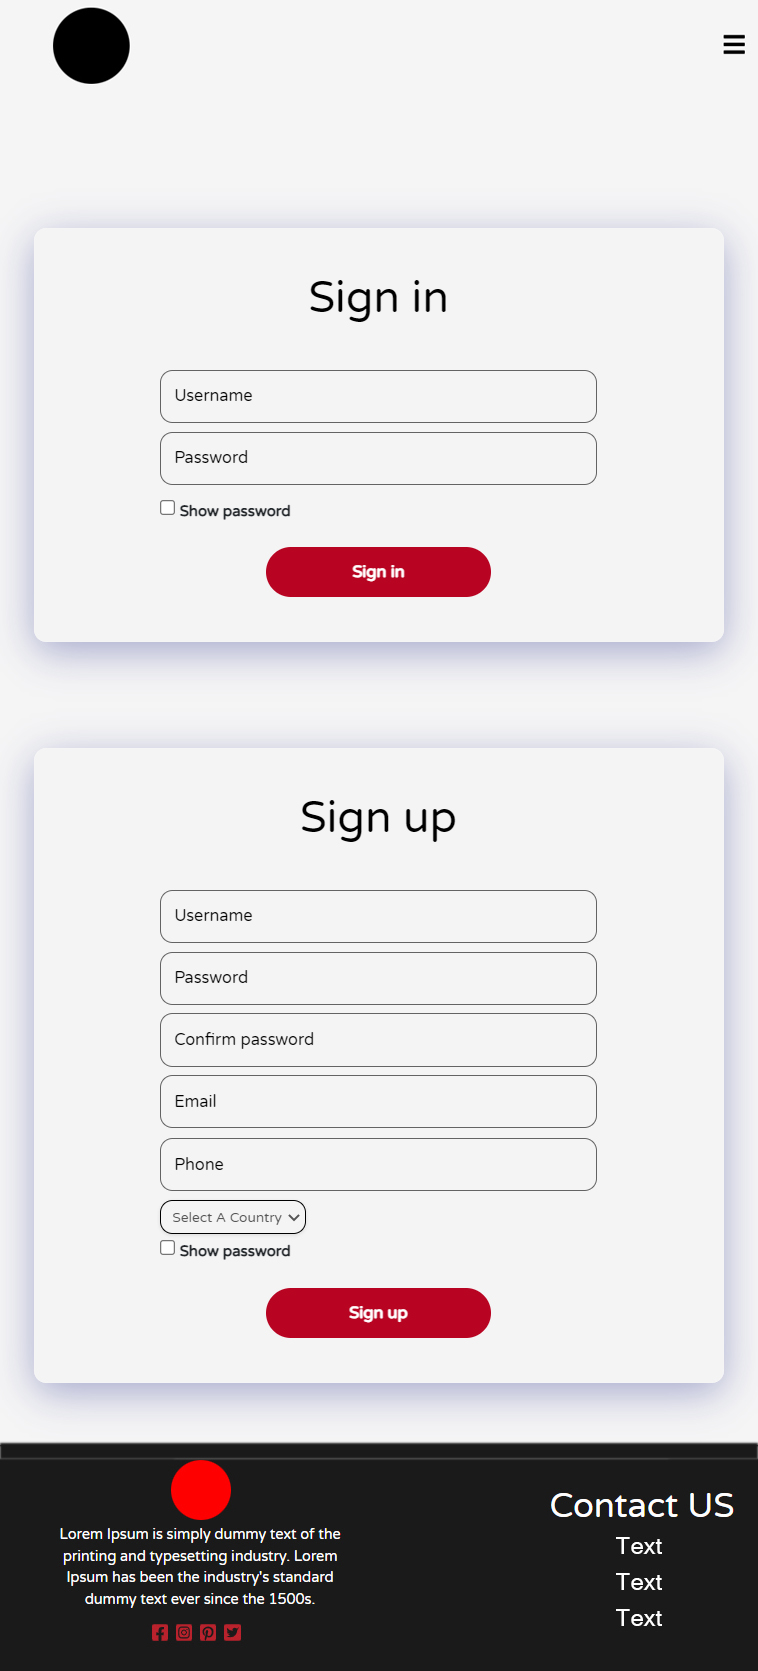 Sign in
Username
Password
Show password
Sign in
Sign up
Username
Password
Confirm password
Email
Phone
Select A Country
Show password
Sign up
Lorem Ipsum is simply dummy text of the
printing and typesetting industry. Lorem
Ipsum has been the industry's standard
dummy text ever since the 1500s.
Contact US
Text
Text
Text